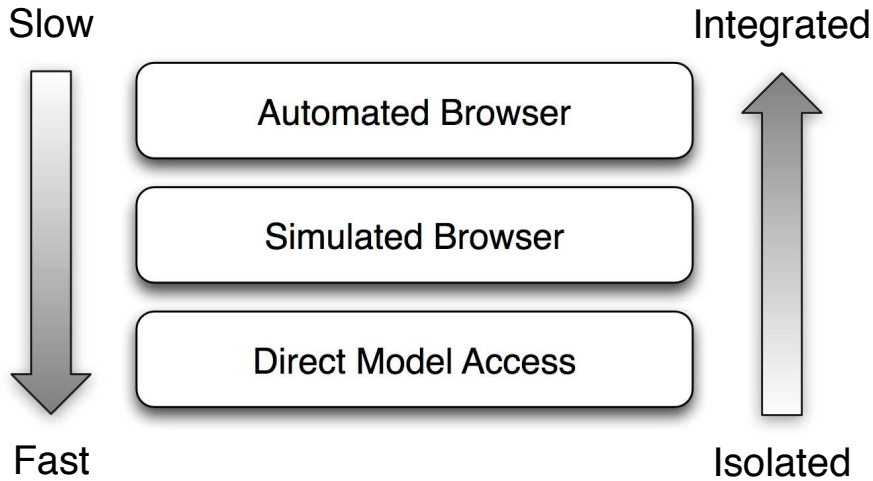 Slow
Integrated
Automated Browser
Simulated Browser
Direct Model Access
Fast
Isolated